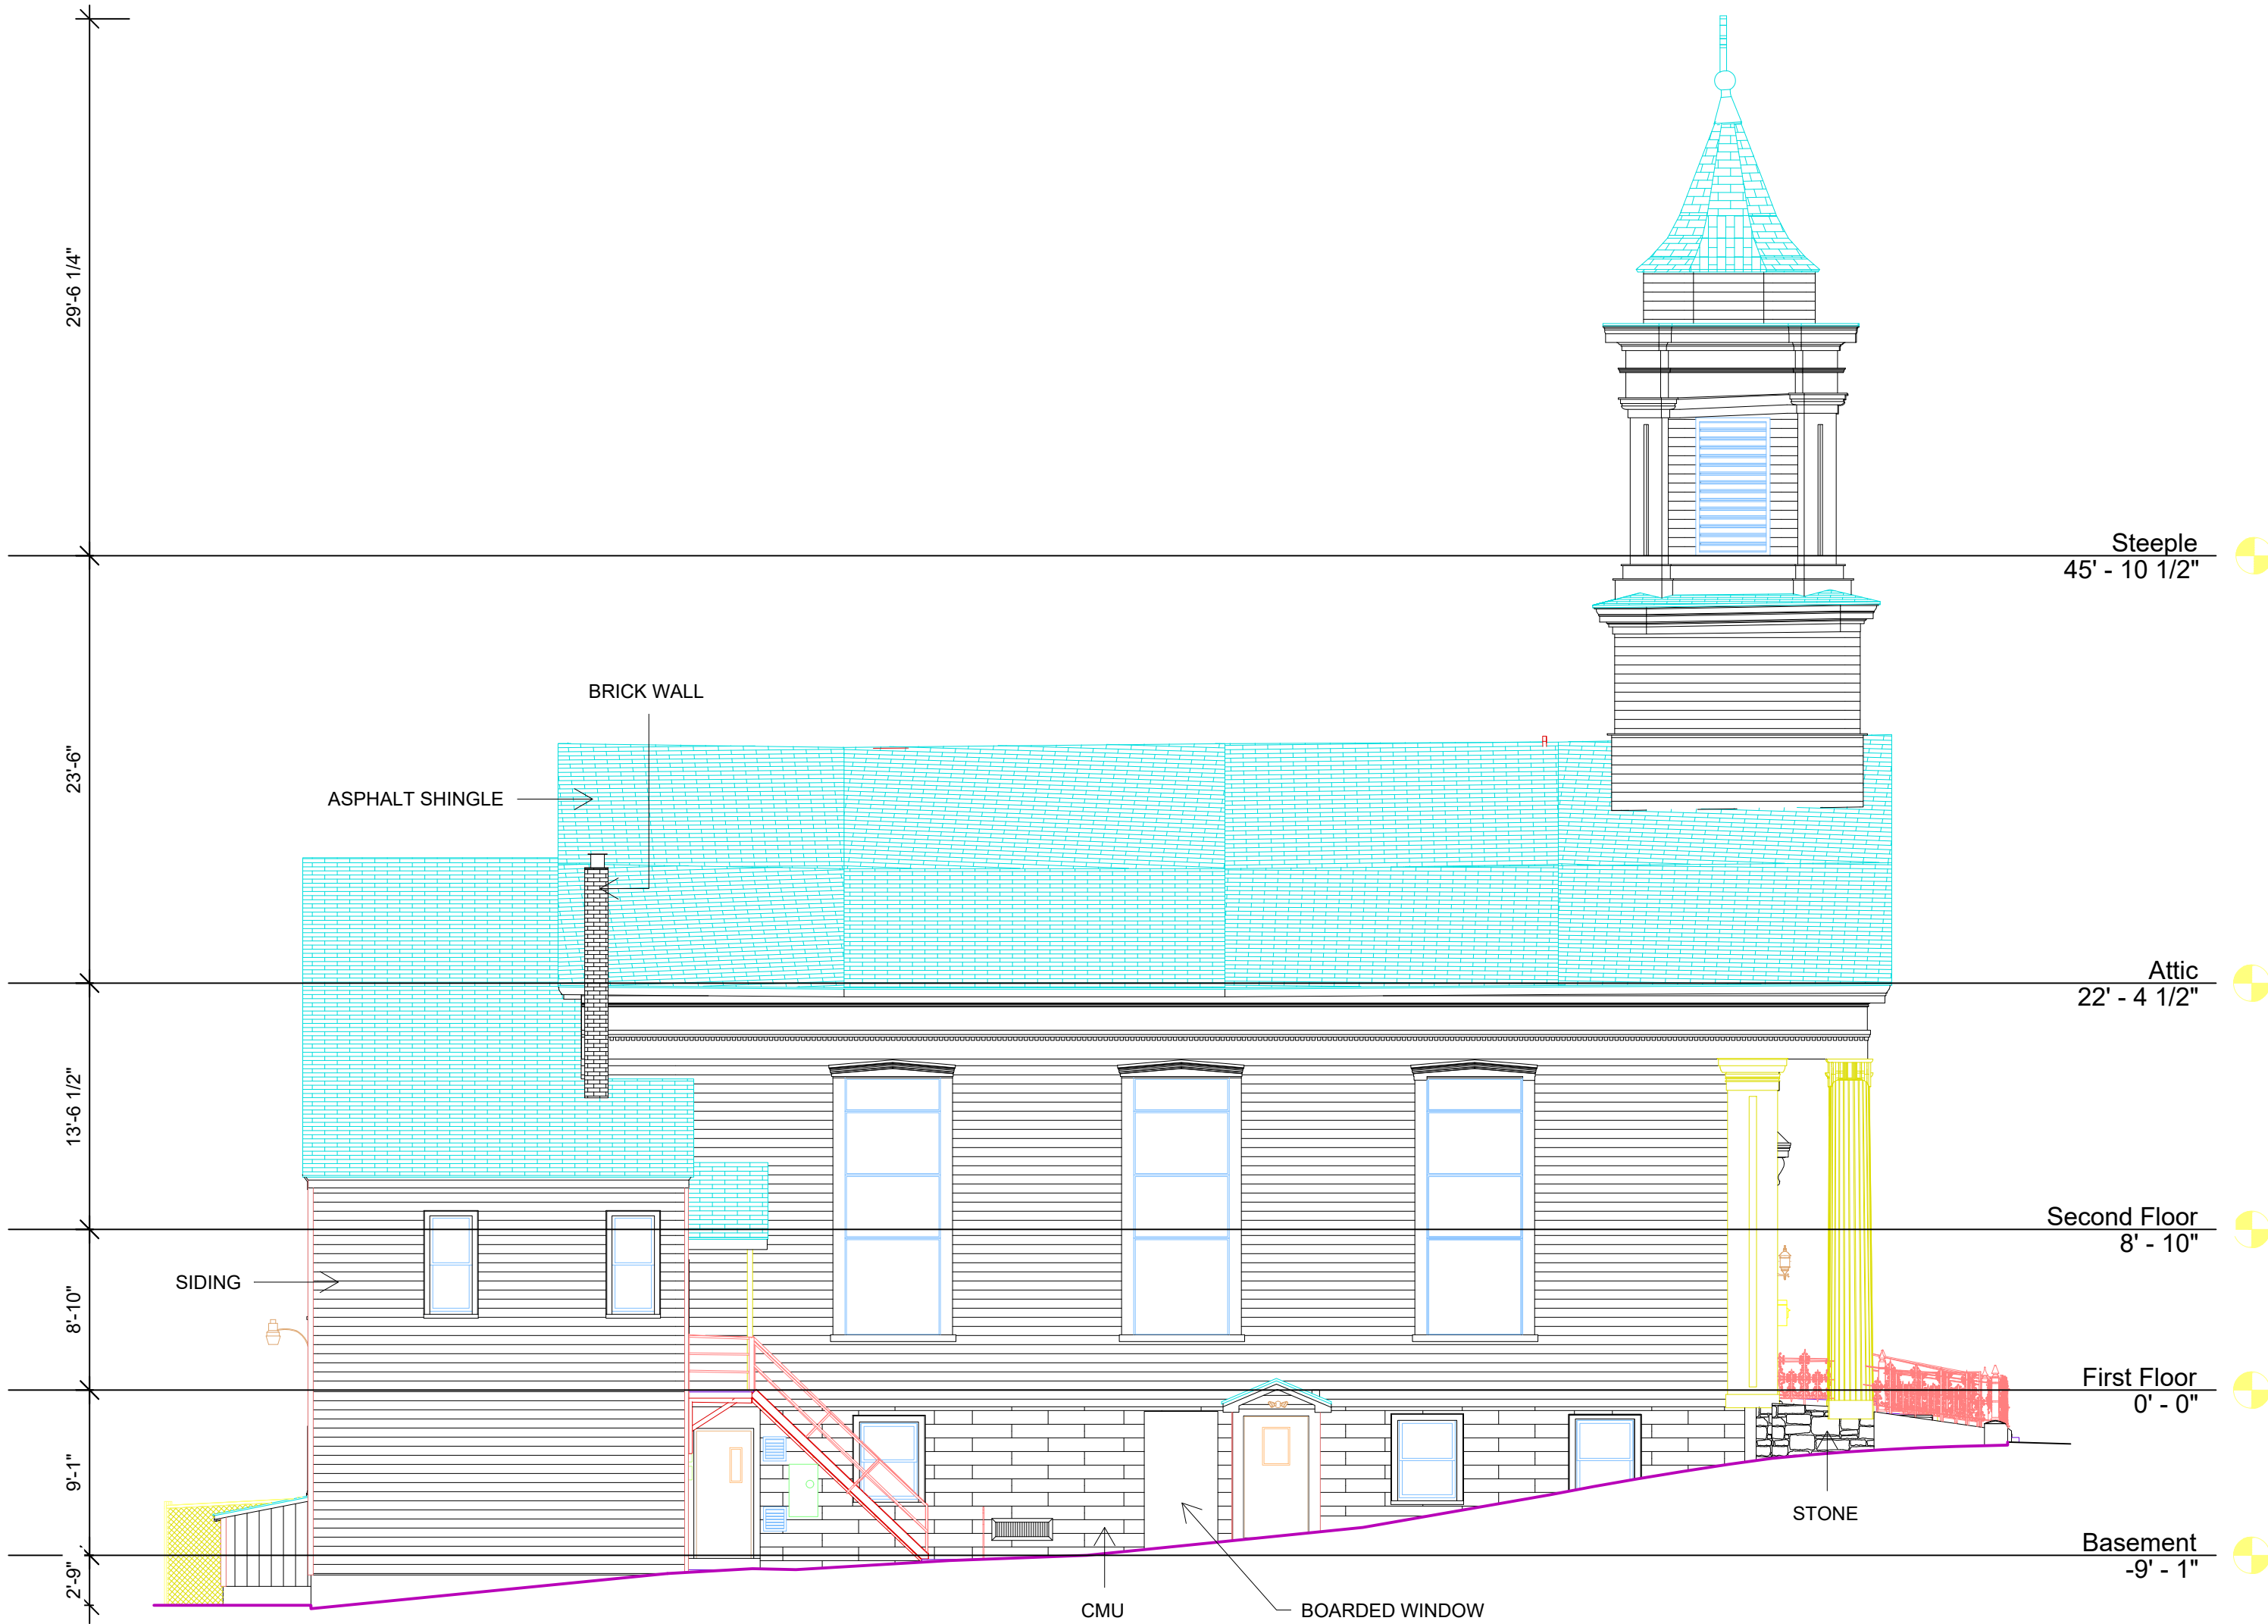 29'-6 1/4"
Steeple
45' - 10 1/2"
BRICK WALL
23'-6"
ASPHALT SHINGLE
Attic
22' - 4 1/2"
13'-6 1/2"
Second Floor
8' - 10"
SIDING
8'-10"
First Floor
0' - 0"
9'-1"
STONE
Basement
-9' - 1"
2'-9"
CMU
BOARDED WINDOW